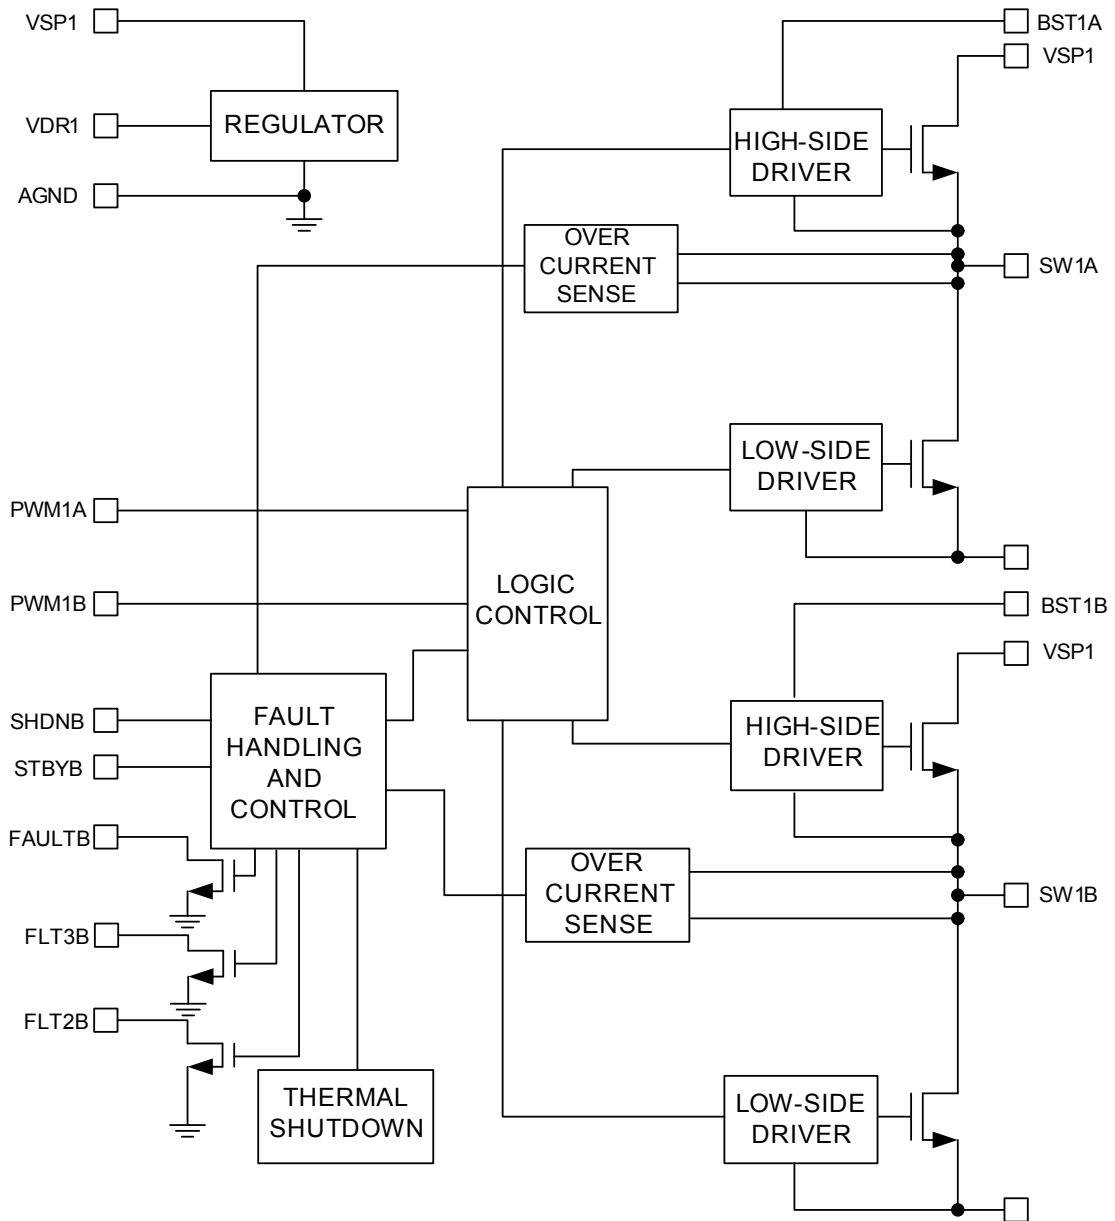 VSP1
BST1A
VSP1
VDR1
REGULATOR
HIGH-SIDE
DRIVER
AGND
OVER
CURRENT
SENSE
SW1A
LOW-SIDE
DRIVER
PWM1A
LOGIC
CONTROL
PWM1B
BST1B
VSP1
FAULT
HANDLING
AND
CONTROL
HIGH-SIDE
DRIVER
SHDNB
STBYB
FAULTB
OVER
CURRENT
SENSE
SW1B
FLT3B
FLT2B
THERMAL
SHUTDOWN
LOW-SIDE
DRIVER